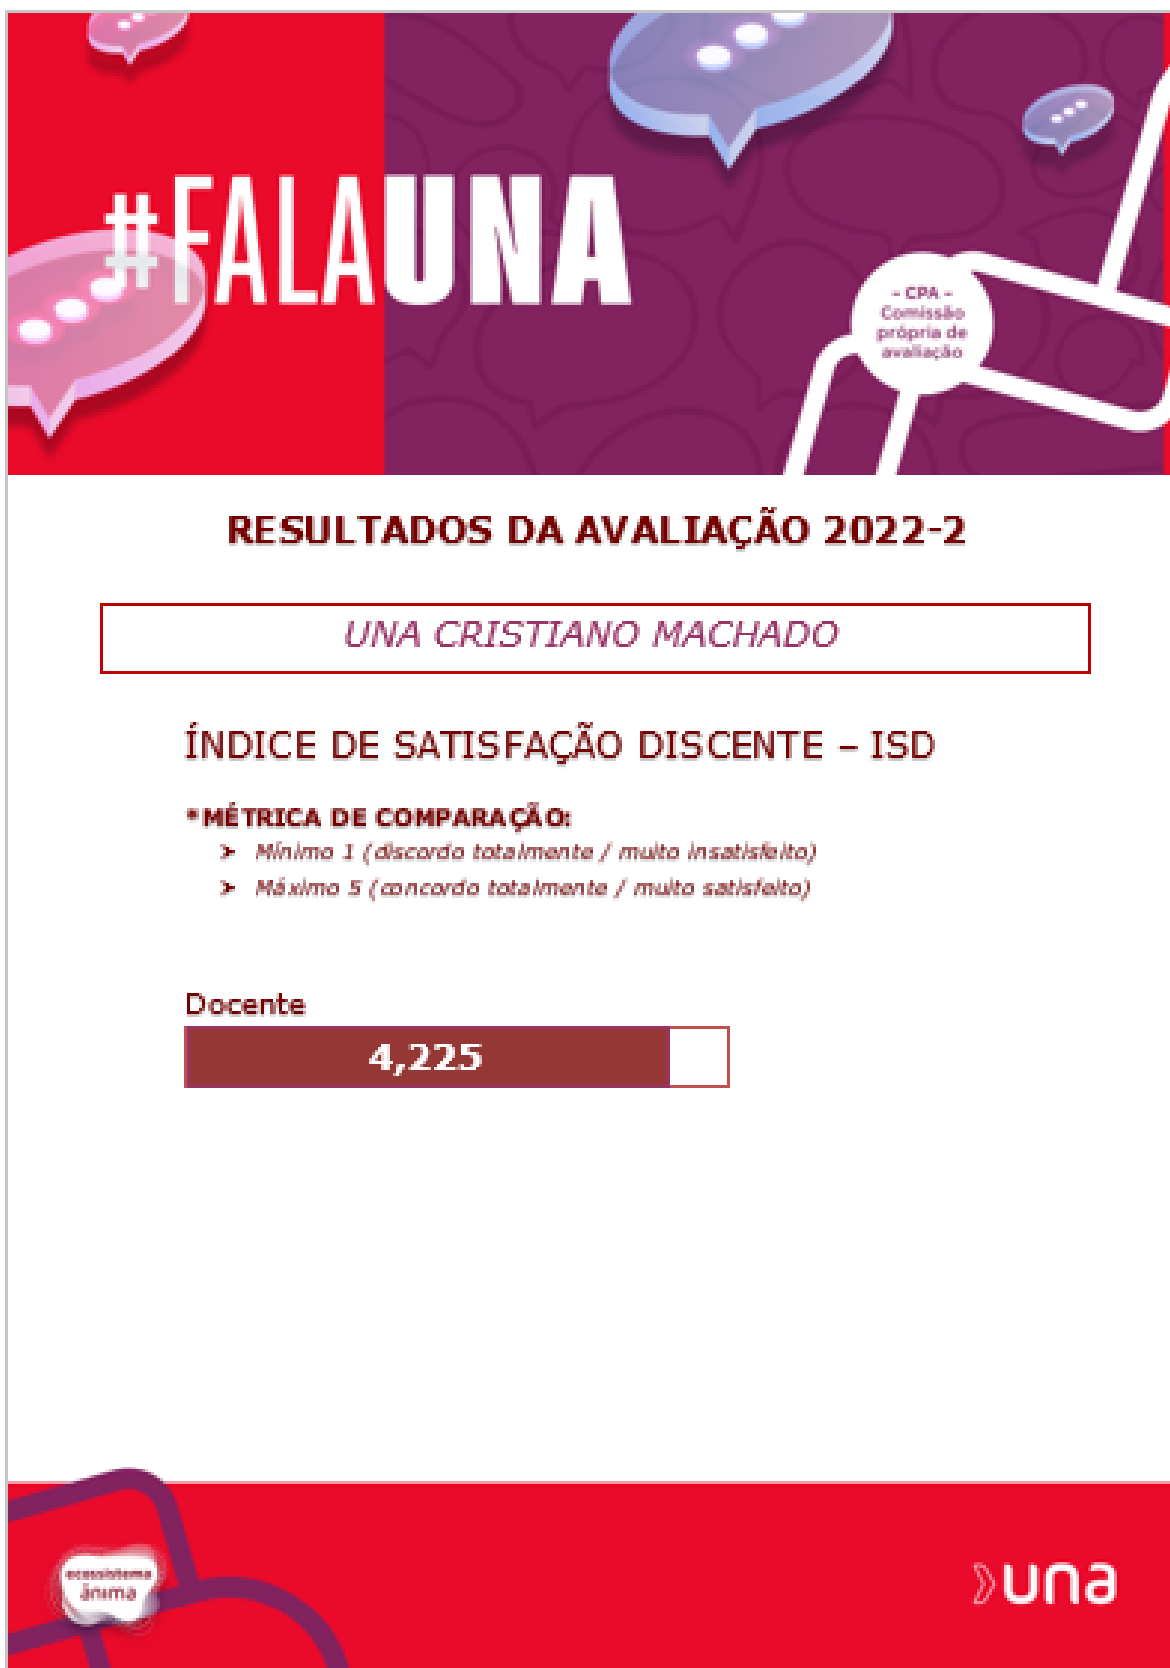 #FALAUNA
- CPA -
Comissão
própria de
avaliação
RESULTADOS DA AVALIAÇÃO 2022-2
UNA CRISTIANO MACHADO
ÍNDICE DE SATISFAÇÃO DISCENTE – ISD
*MÉTRICA DE COMPARAÇÃO:
➤ Mínimo 1 (discordo totalmente / muito insatisfeito)
➤ Máximo 5 (concordo totalmente / muito satisfeito)
Docente
4,225
ecossistema
ânima
una